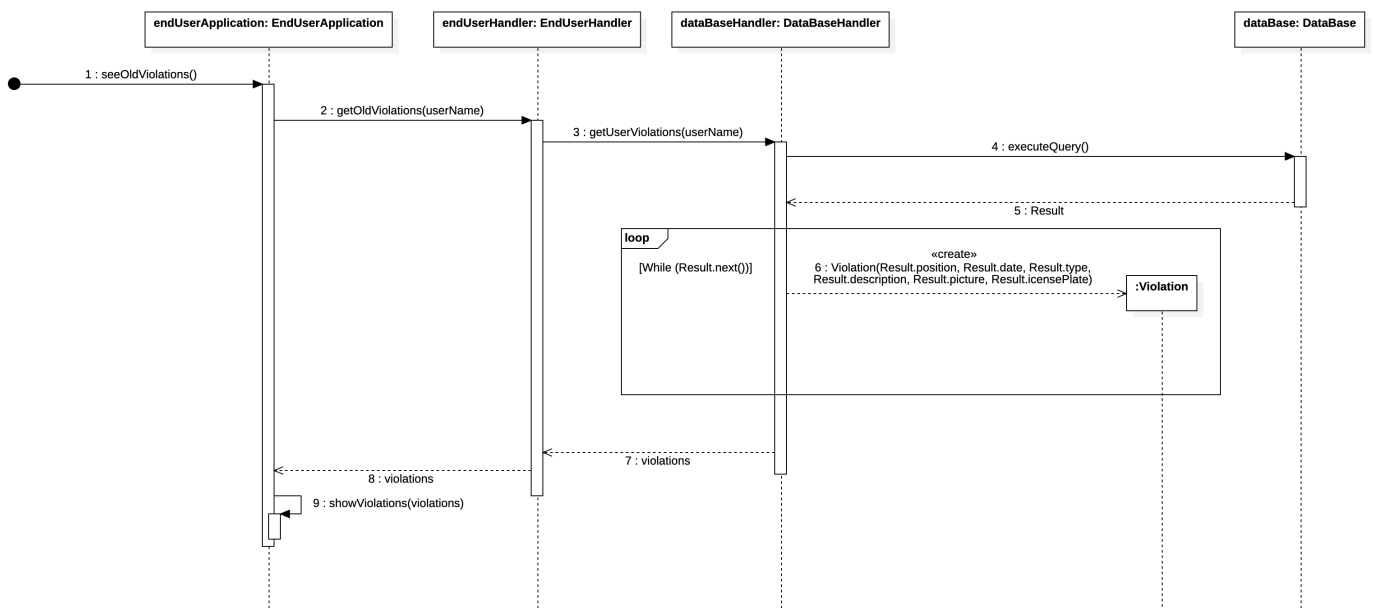 endUserApplication: EndUserApplication
endUserHandler: EndUserHandler
dataBaseHandler: DataBaseHandler
dataBase: DataBase
1 : seeOldViolations()
2 : getOldViolations(userName)
3 : getUserViolations(userName)
4 : executeQuery()
5 : Result
loop
[While (Result.next())]
«create»
6 : Violation(Result.position, Result.date, Result.type,
Result.description, Result.picture, Result.icensePlate)
:Violation
7 : violations
8 : violations
9 : showViolations(violations)